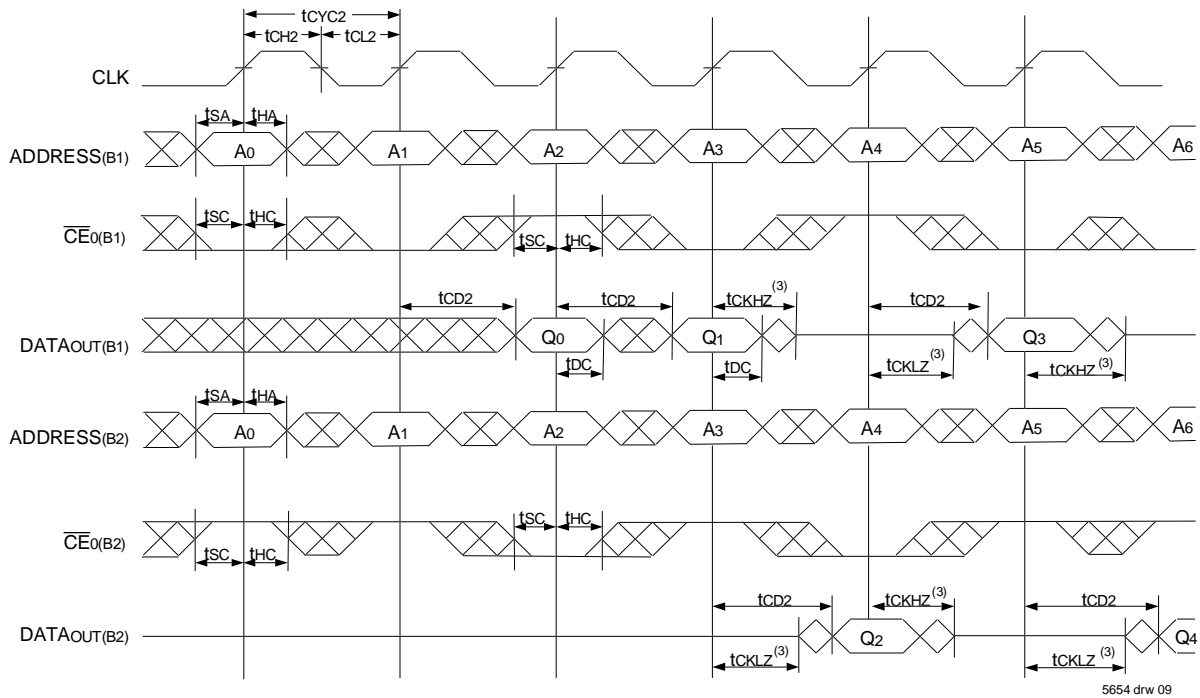 tCYC2
tCH2 tCL2
CLK
tSA tHA
ADDRESS(B1) A0 A1 A2 A3 A4 A5 A6
tSC tHC
CE0(B1)
tSC tHC
tCD2 tCD2 tCKHZ(3) tCD2
DATAOUT(B1) Q0 Q1 Q3
tDC tDC tCKLZ(3) tCKHZ(3)
tSA tHA
ADDRESS(B2) A0 A1 A2 A3 A4 A5 A6
tSC tHC
CE0(B2)
tSC tHC
tCD2 tCKHZ(3) tCD2
DATAOUT(B2) Q2 Q4
tCKLZ(3) tCKLZ(3)
5654 drw 09